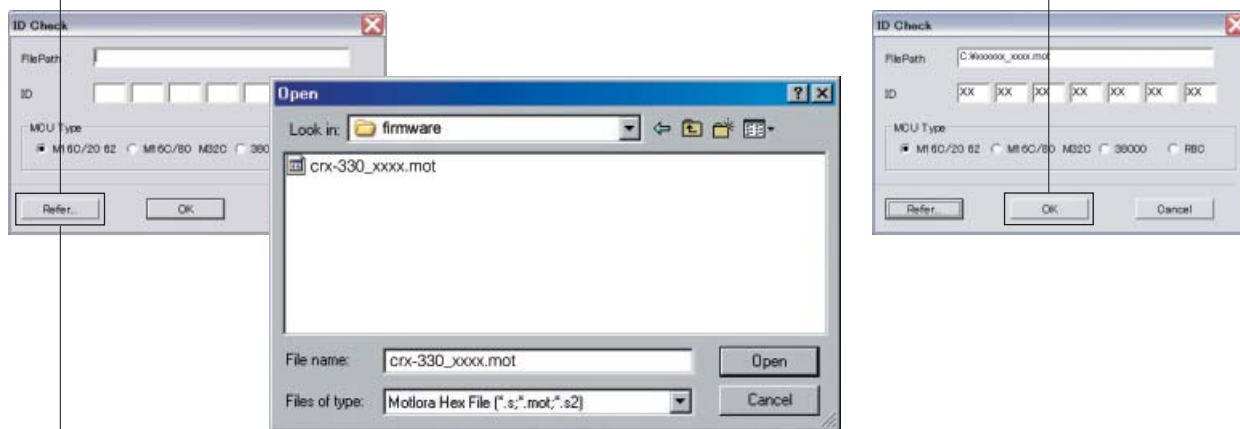 ID Check
FilePath
ID
MCU Type
M16C/20 62 M16C/80 M32C 380
Refer...
OK
Open
Look in: firmware
crx-330_xxxx.mot
File name: crx-330_xxxx.mot
Open
Files of type: Motlora Hex File (*.s;*.mot;*.s2)
Cancel
ID Check
FilePath C:¥xxxxxx_xxxx.mot
ID XX XX XX XX XX XX XX
MCU Type
M16C/20 62 M16C/80 M32C 38000 R8C
Refer...
OK
Cancel